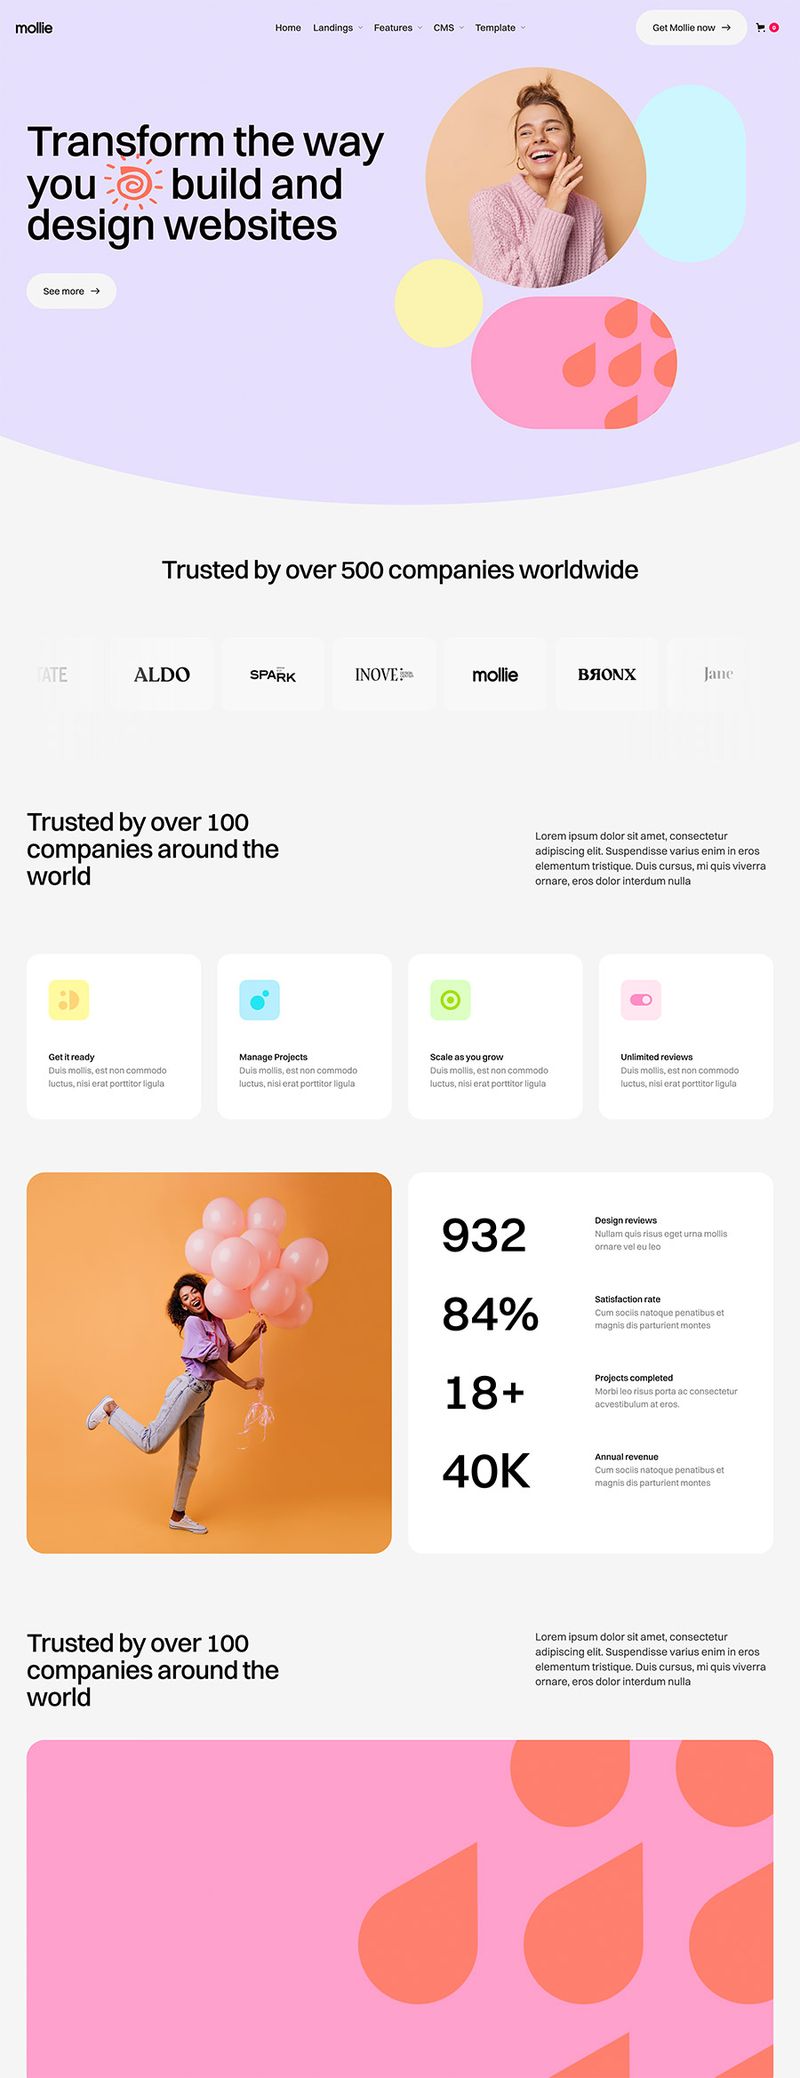 mollie
Home Landings Features CMS Template
Get Mollie now
0
Transform the way
you build and
design websites
See more
Trusted by over 500 companies worldwide
TATE ALDO SPARK INOVE mollie BЯONX Jane
Trusted by over 100
companies around the
world
Lorem ipsum dolor sit amet, consectetur
adipiscing elit. Suspendisse varius enim in eros
elementum tristique. Duis cursus, mi quis viverra
ornare, eros dolor interdum nulla
Get it ready
Duis mollis, est non commodo
luctus, nisi erat porttitor ligula
Manage Projects
Duis mollis, est non commodo
luctus, nisi erat porttitor ligula
Scale as you grow
Duis mollis, est non commodo
luctus, nisi erat porttitor ligula
Unlimited reviews
Duis mollis, est non commodo
luctus, nisi erat porttitor ligula
932
Design reviews
Nullam quis risus eget urna mollis
ornare vel eu leo
84%
Satisfaction rate
Cum sociis natoque penatibus et
magnis dis parturient montes
18+
Projects completed
Morbi leo risus porta ac consectetur
acvestibulum at eros.
40K
Annual revenue
Cum sociis natoque penatibus et
magnis dis parturient montes
Trusted by over 100
companies around the
world
Lorem ipsum dolor sit amet, consectetur
adipiscing elit. Suspendisse varius enim in eros
elementum tristique. Duis cursus, mi quis viverra
ornare, eros dolor interdum nulla